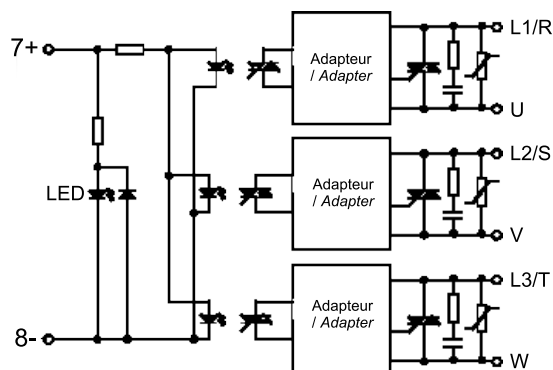 7+
LED
8-
Adapteur
/ Adapter
L1/R
U
Adapteur
/ Adapter
L2/S
V
Adapteur
/ Adapter
L3/T
W